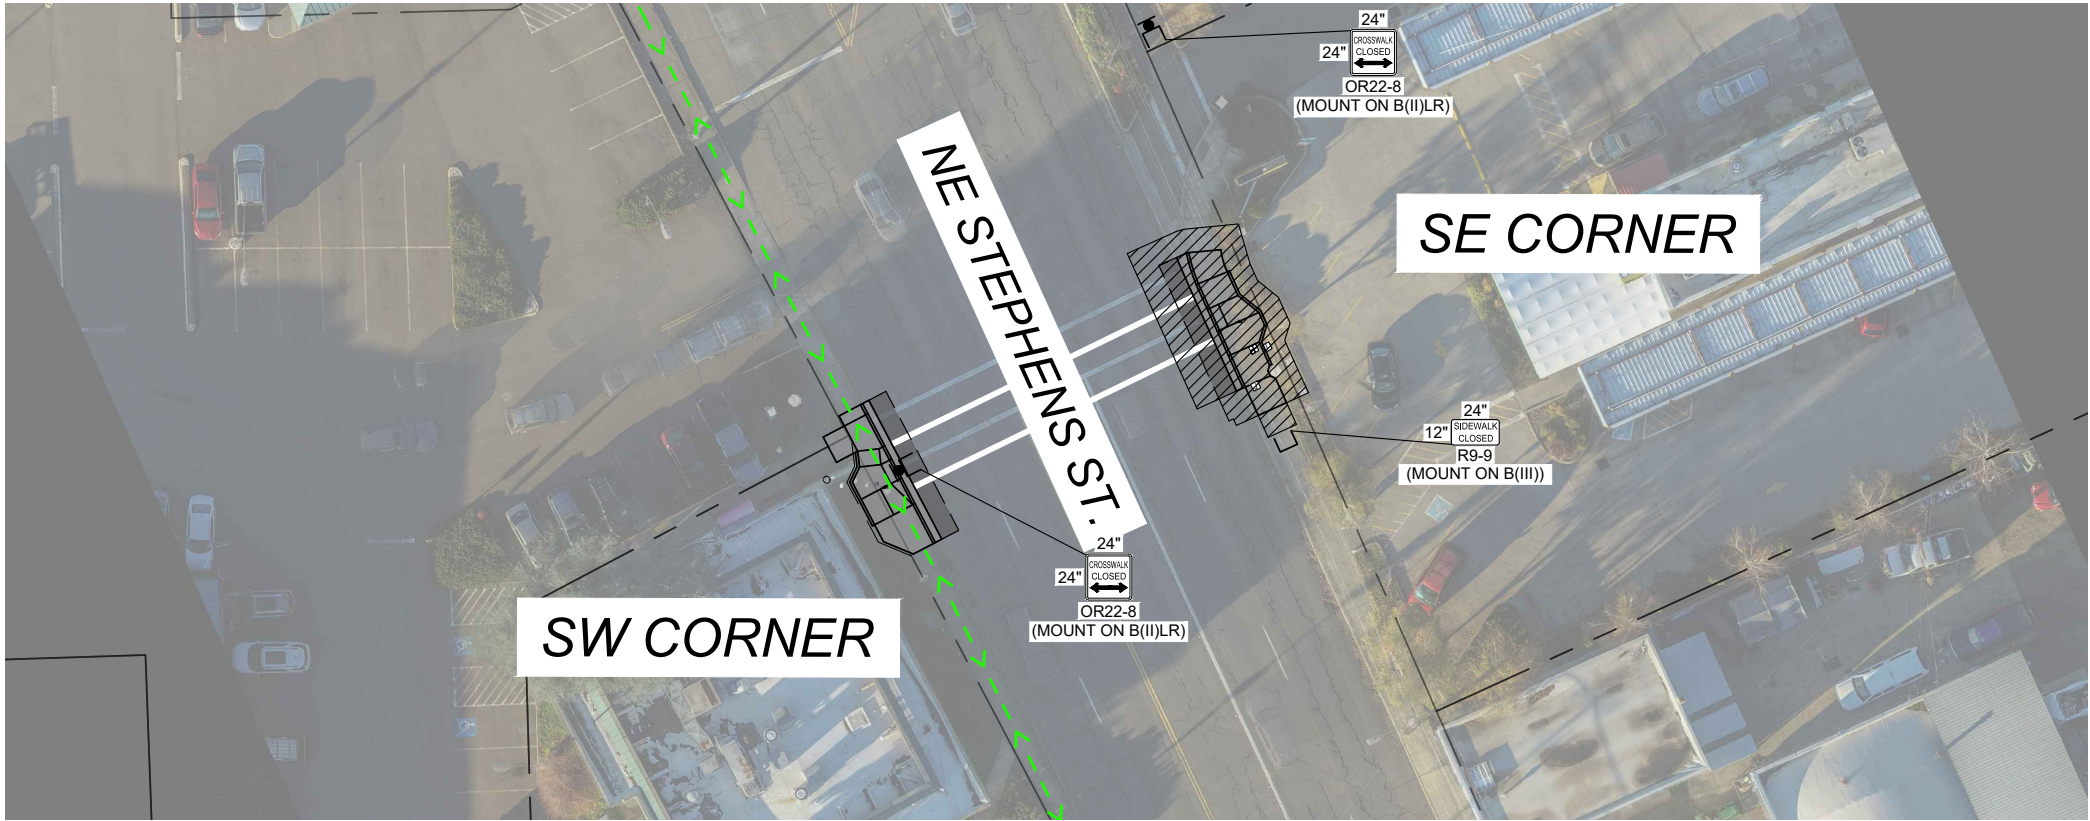 24"
24"
CROSSWALK
CLOSED
OR22-8
(MOUNT ON B(II)LR)
NE STEPHENS ST.
SE CORNER
24"
12"
SIDEWALK
CLOSED
R9-9
(MOUNT ON B(III))
24"
24"
CROSSWALK
CLOSED
OR22-8
(MOUNT ON B(II)LR)
SW CORNER